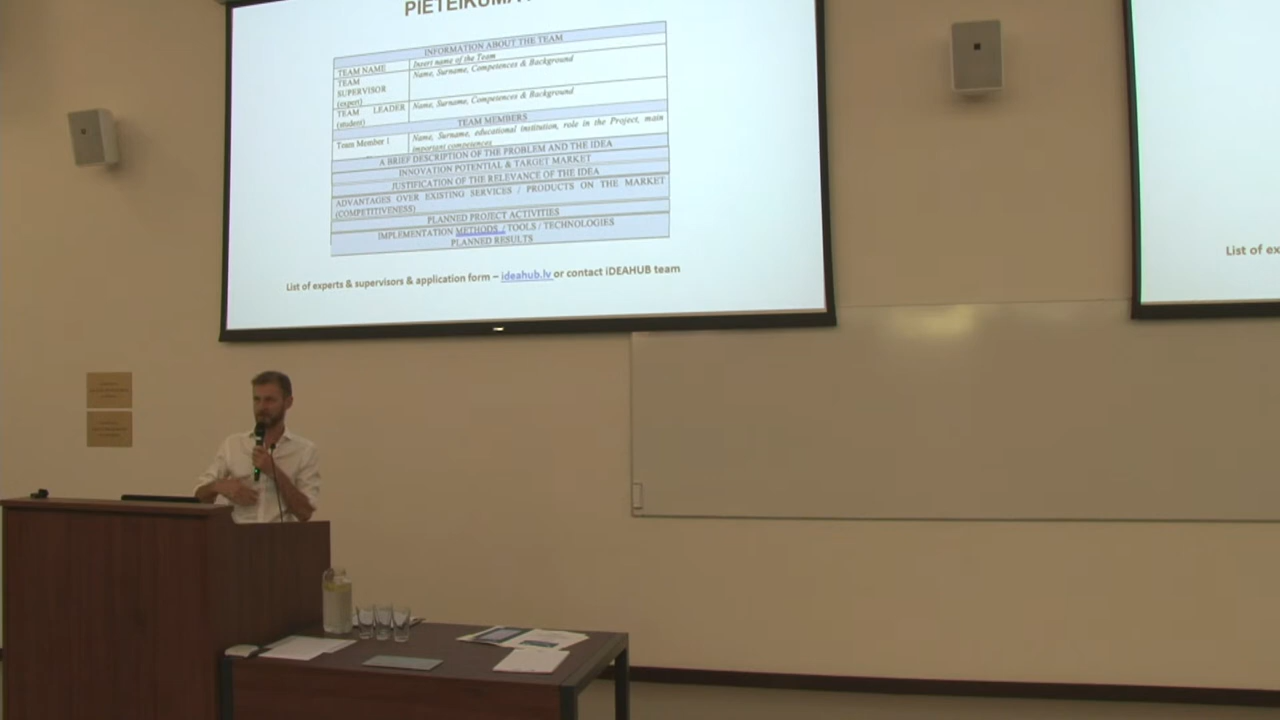 PIETEIKUMA
INFORMATION ABOUT THE TEAM
TEAM NAME
Insert name of the Team
TEAM
SUPERVISOR
(expert)
Name, Surname, Competences & Background
TEAM LEADER
(student)
Name, Surname, Competences & Background
TEAM MEMBERS
Team Member 1
Name, Surname, educational institution, role in the Project, main
important competences
A BRIEF DESCRIPTION OF THE PROBLEM AND THE IDEA
INNOVATION POTENTIAL & TARGET MARKET
JUSTIFICATION OF THE RELEVANCE OF THE IDEA
ADVANTAGES OVER EXISTING SERVICES / PRODUCTS ON THE MARKET
(COMPETITIVENESS)
PLANNED PROJECT ACTIVITIES
IMPLEMENTATION METHODS / TOOLS / TECHNOLOGIES
PLANNED RESULTS
List of experts & supervisors & application form – ideahub.lv or contact iDEAHUB team
List of ex